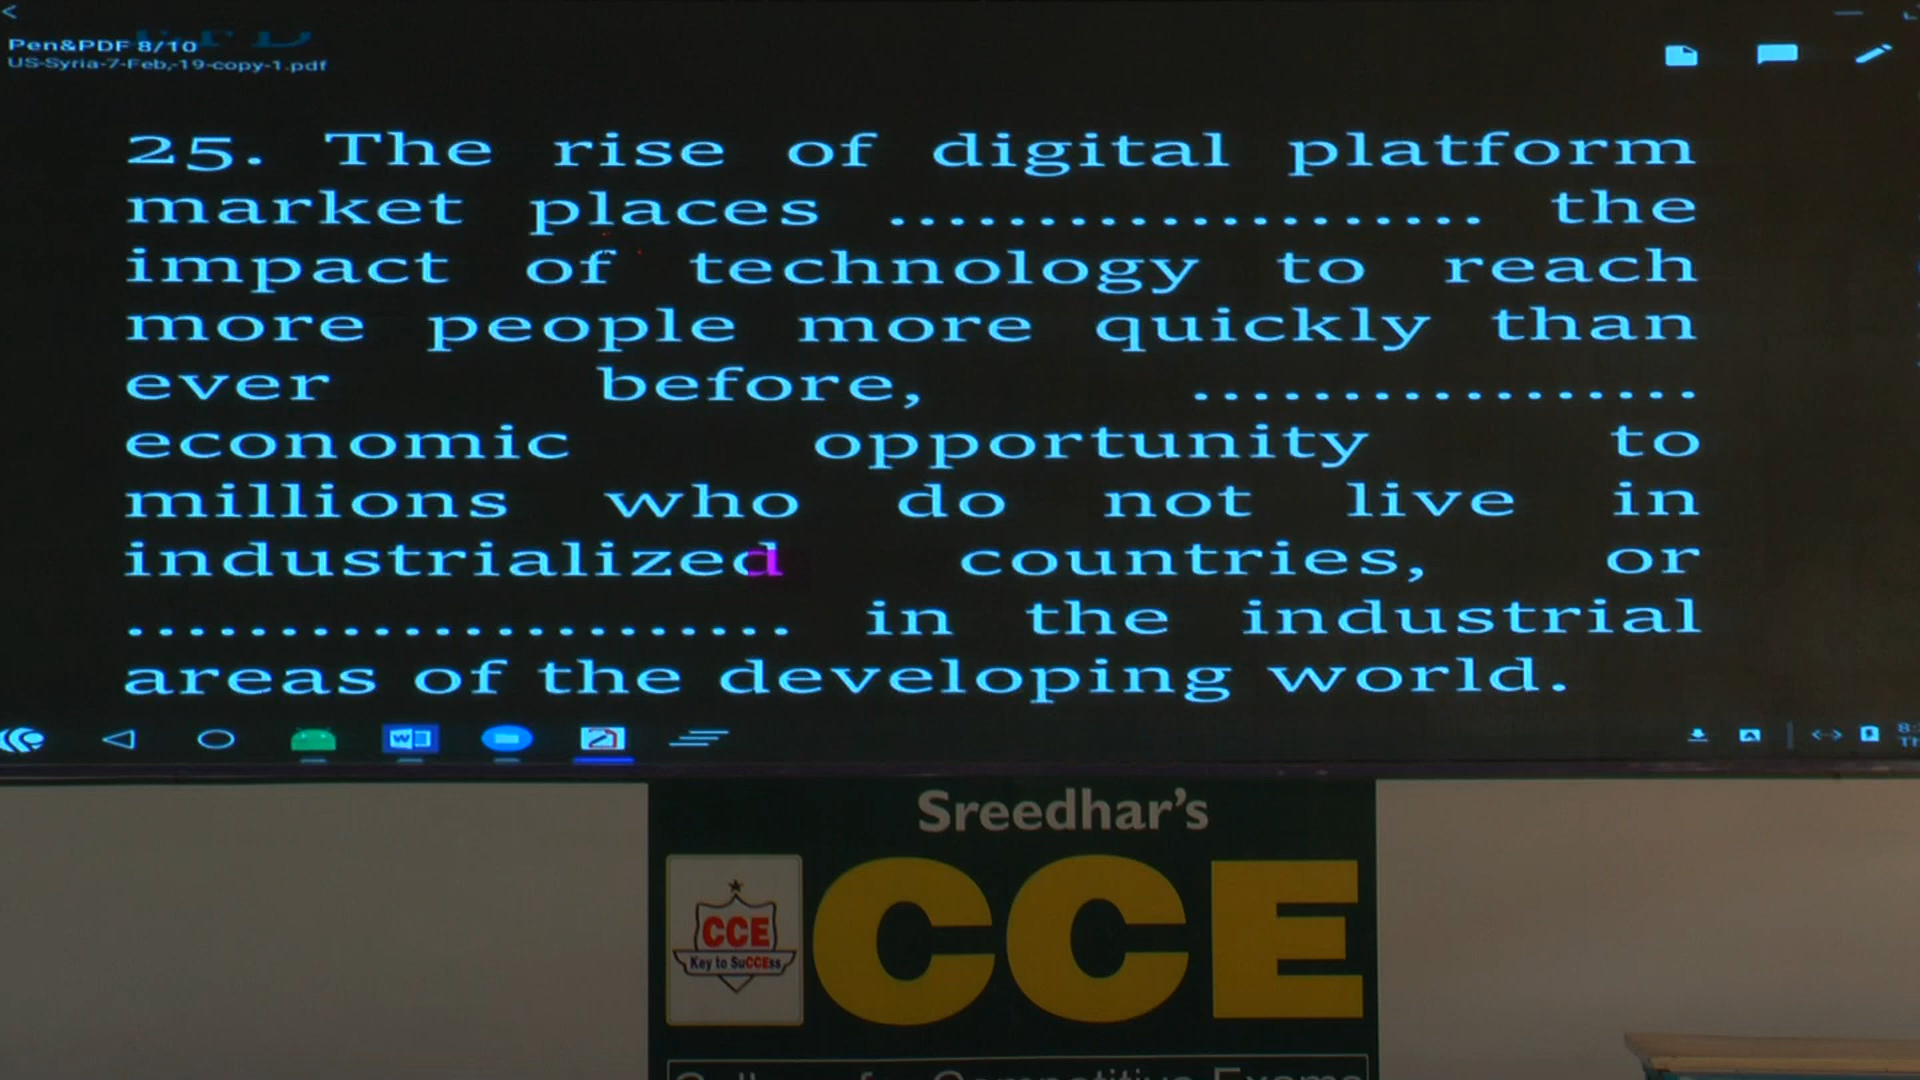 Pen&PDF 8/10
US-Syria-7-Feb,-19-copy-1.pdf
25. The rise of digital platform
market places .................... the
impact of technology to reach
more people more quickly than
ever before, .................
economic opportunity to
millions who do not live in
industrialized countries, or
...................... in the industrial
areas of the developing world.
Sreedhar's
CCE
CCE
Key to SuCCEss